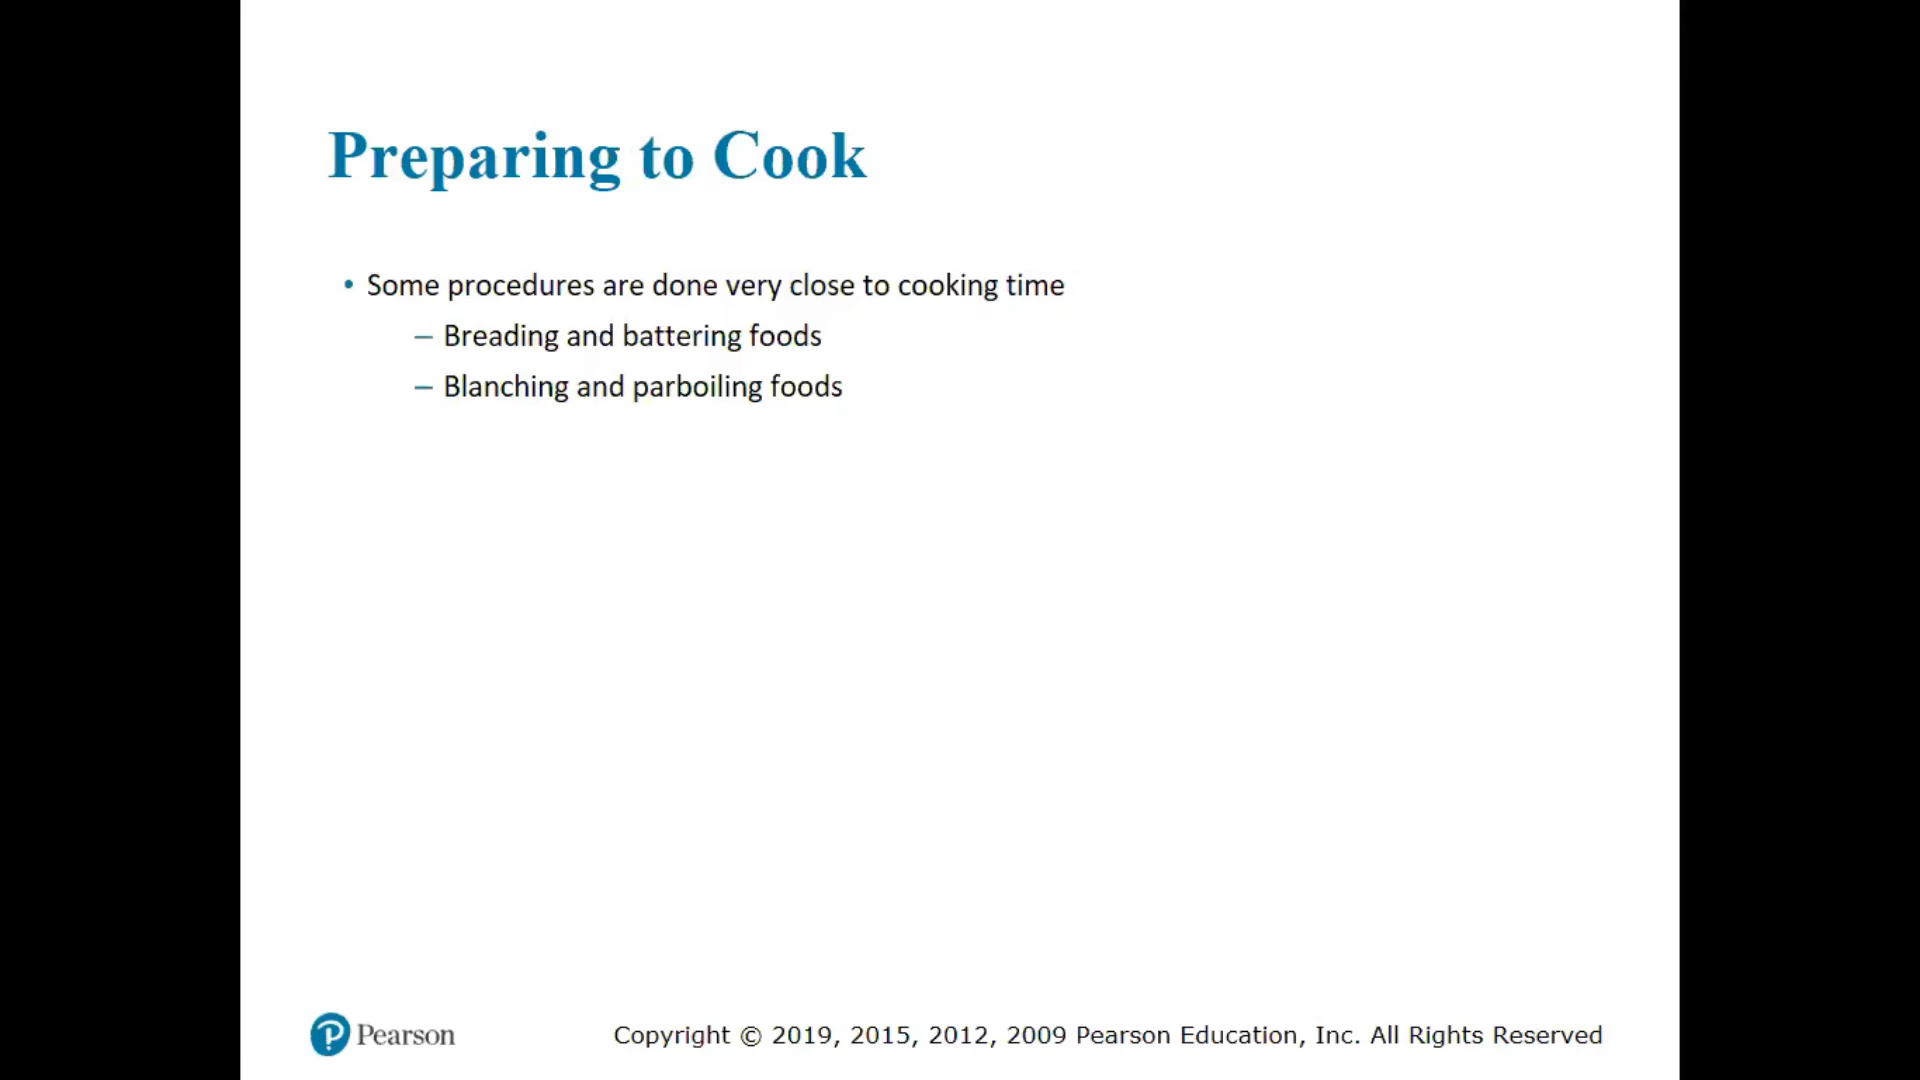 Preparing to Cook
• Some procedures are done very close to cooking time
– Breading and battering foods
– Blanching and parboiling foods
Pearson
Copyright © 2019, 2015, 2012, 2009 Pearson Education, Inc. All Rights Reserved